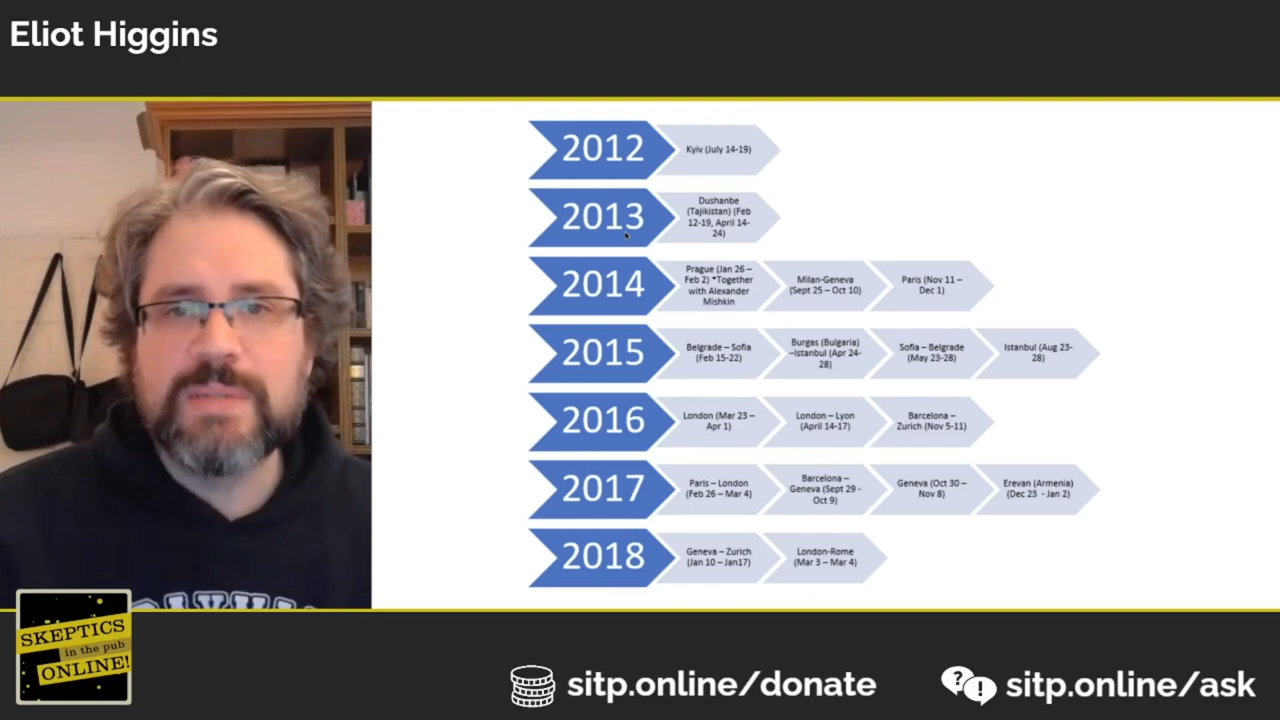 Eliot Higgins
2012
Kyiv (July 14-19)
2013
Dushanbe
(Tajikistan) (Feb
12-19, April 14-
24)
2014
Prague (Jan 26 –
Feb 2) *Together
with Alexander
Mishkin
Milan-Geneva
(Sept 25 – Oct 10)
Paris (Nov 11 –
Dec 1)
2015
Belgrade – Sofia
(Feb 15-22)
Burgas (Bulgaria)
–Istanbul (Apr 24-
28)
Sofia – Belgrade
(May 23-28)
Istanbul (Aug 23-
28)
2016
London (Mar 23 –
Apr 1)
London – Lyon
(April 14-17)
Barcelona –
Zurich (Nov 5-11)
2017
Paris – London
(Feb 26 – Mar 4)
Barcelona –
Geneva (Sept 29 -
Oct 9)
Geneva (Oct 30 –
Nov 8)
Erevan (Armenia)
(Dec 23 - Jan 2)
2018
Geneva – Zurich
(Jan 10 – Jan17)
London-Rome
(Mar 3 – Mar 4)
SKEPTICS
in the pub
ONLINE!
sitp.online/donate
sitp.online/ask